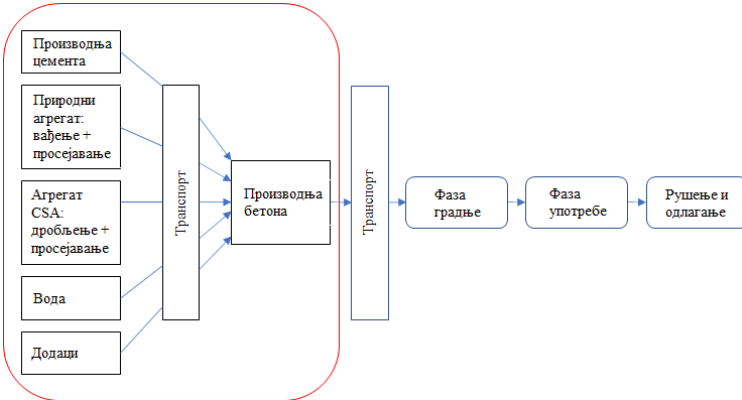 Производња
цемента
Природни
агрегат:
вађење +
просејавање
Агрегат
CSA:
дробљење +
просејавање
Вода
Додаци
Транспорт
Производња
бетона
Транспорт
Фаза
градње
Фаза
употребе
Рушење и
одлагање